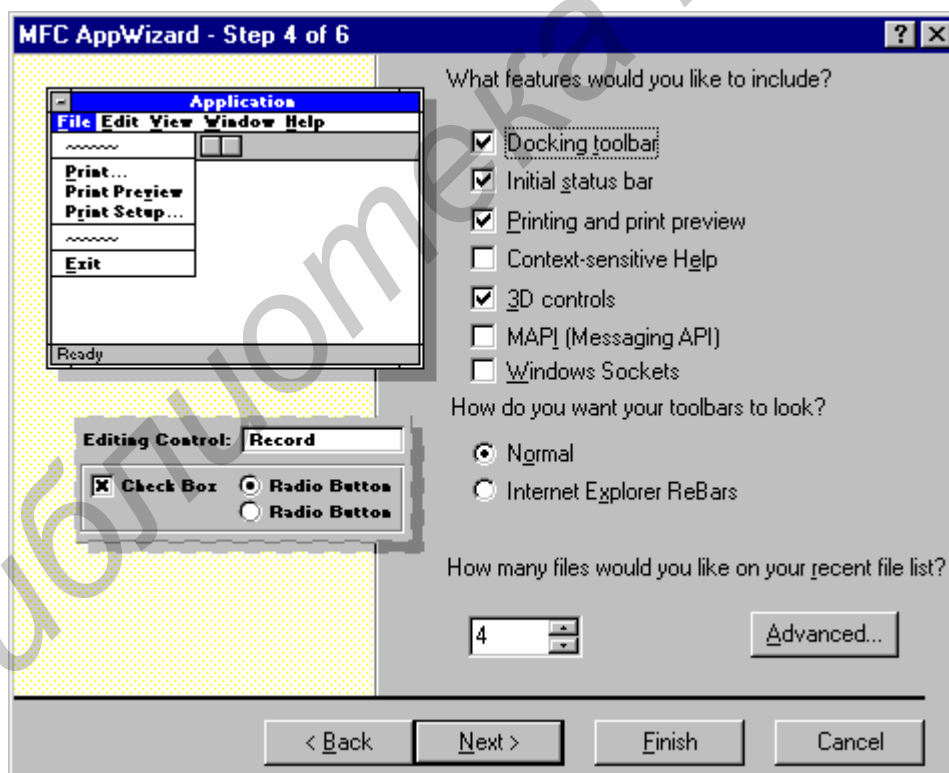 MFC AppWizard - Step 4 of 6
Application
File Edit View Window Help
Print...
Print Preview
Print Setup...
Exit
Ready
Editing Control: Record
Check Box
Radio Button
Radio Button
What features would you like to include?
Docking toolbar
Initial status bar
Printing and print preview
Context-sensitive Help
3D controls
MAPI (Messaging API)
Windows Sockets
How do you want your toolbars to look?
Normal
Internet Explorer ReBars
How many files would you like on your recent file list?
4
Advanced...
< Back
Next >
Finish
Cancel